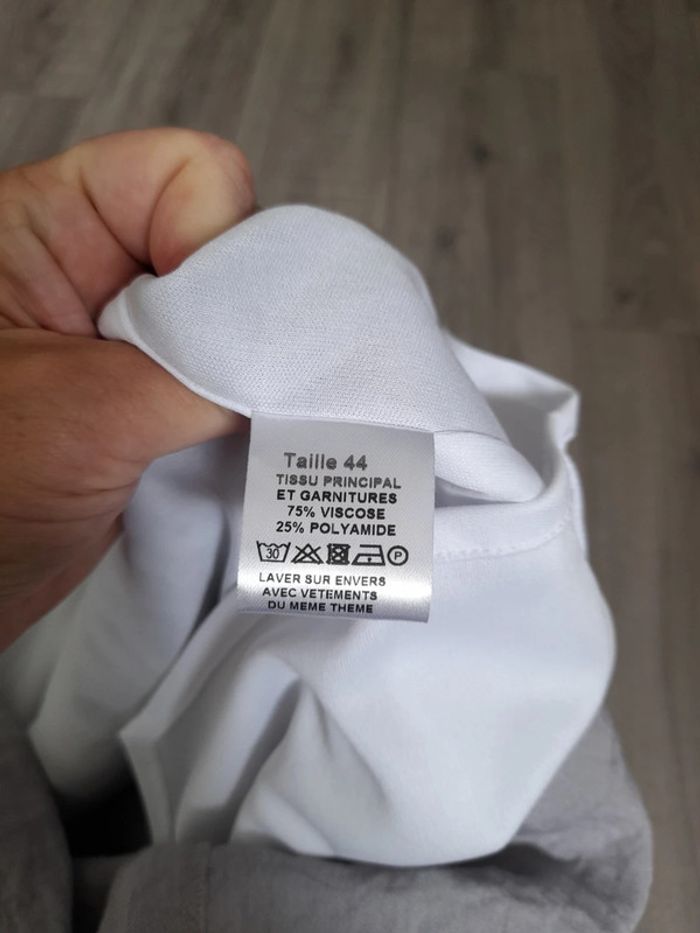 Taille 44
TISSU PRINCIPAL
ET GARNITURES
75% VISCOSE
25% POLYAMIDE
30 P
LAVER SUR ENVERS
AVEC VETEMENTS
DU MEME THEME